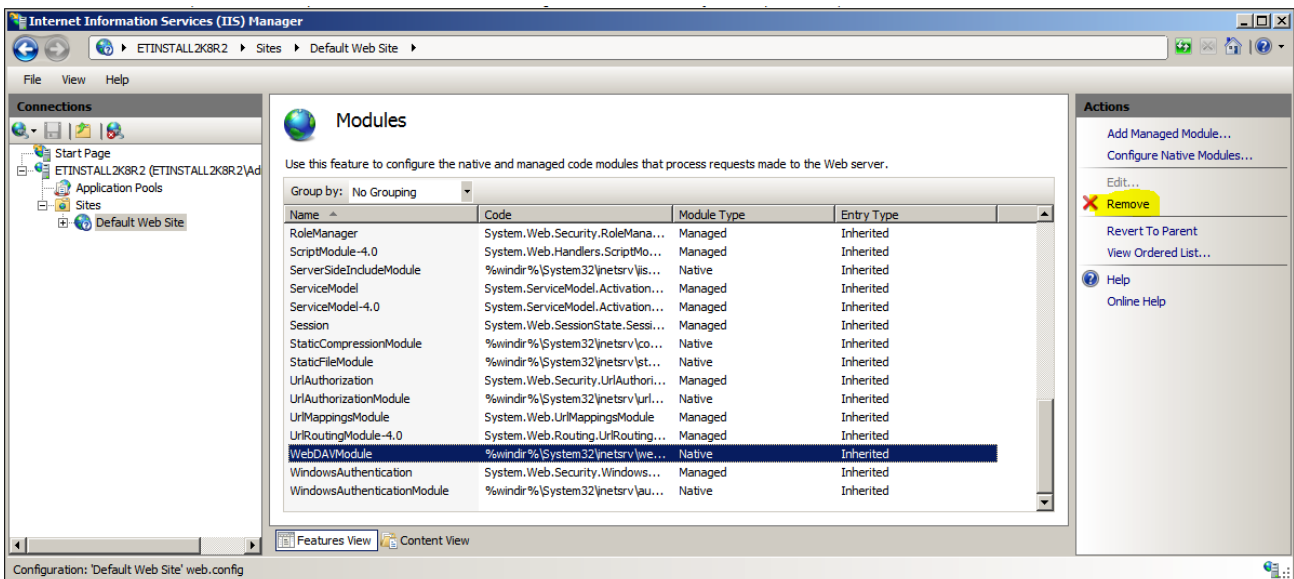 Internet Information Services (IIS) Manager
ETINSTALL2K8R2 Sites Default Web Site
File View Help
Connections
Start Page
ETINSTALL2K8R2 (ETINSTALL2K8R2\Ad
Application Pools
Sites
Default Web Site
Modules
Use this feature to configure the native and managed code modules that process requests made to the Web server.
Group by: No Grouping
Name Code Module Type Entry Type
RoleManager System.Web.Security.RoleMana... Managed Inherited
ScriptModule-4.0 System.Web.Handlers.ScriptMo... Managed Inherited
ServerSideIncludeModule %windir%\System32\inetsrv\iis... Native Inherited
ServiceModel System.ServiceModel.Activation... Managed Inherited
ServiceModel-4.0 System.ServiceModel.Activation... Managed Inherited
Session System.Web.SessionState.Sessi... Managed Inherited
StaticCompressionModule %windir%\System32\inetsrv\co... Native Inherited
StaticFileModule %windir%\System32\inetsrv\st... Native Inherited
UrlAuthorization System.Web.Security.UrlAuthori... Managed Inherited
UrlAuthorizationModule %windir%\System32\inetsrv\url... Native Inherited
UrlMappingsModule System.Web.UrlMappingsModule Managed Inherited
UrlRoutingModule-4.0 System.Web.Routing.UrlRouting... Managed Inherited
WebDAVModule %windir%\System32\inetsrv\we... Native Inherited
WindowsAuthentication System.Web.Security.Windows... Managed Inherited
WindowsAuthenticationModule %windir%\System32\inetsrv\au... Native Inherited
Features View Content View
Actions
Add Managed Module...
Configure Native Modules...
Edit...
Remove
Revert To Parent
View Ordered List...
Help
Online Help
Configuration: 'Default Web Site' web.config